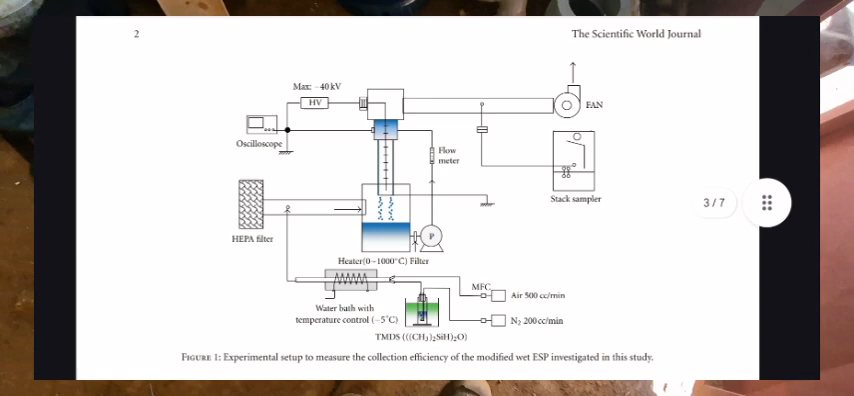 2
The Scientific World Journal
Max: −40 kV
HV
FAN
Oscilloscope
Flow
meter
Stack sampler
3 / 7
HEPA filter
P
Heater(0~1000°C) Filter
MFC
Air 500 cc/min
Water bath with
temperature control (−5°C)
N₂ 200 cc/min
TMDS (((CH₃)₂SiH)₂O)
FIGURE 1: Experimental setup to measure the collection efficiency of the modified wet ESP investigated in this study.